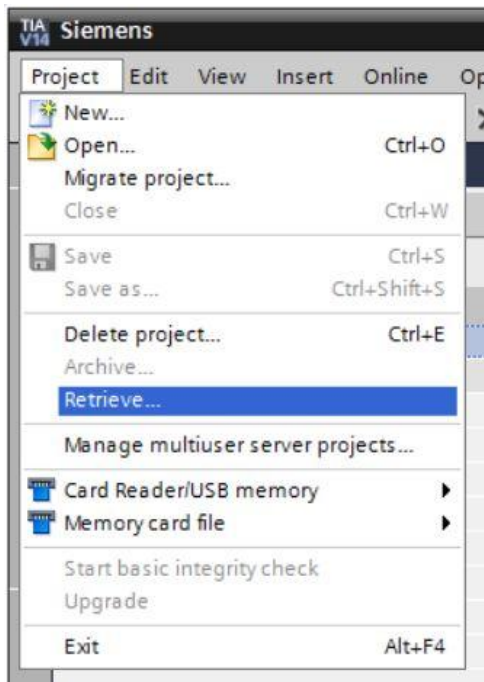 TIA V14 Siemens
Project Edit View Insert Online Op
New...
Open... Ctrl+O
Migrate project...
Close Ctrl+W
Save Ctrl+S
Save as... Ctrl+Shift+S
Delete project... Ctrl+E
Archive...
Retrieve...
Manage multiuser server projects...
Card Reader/USB memory
Memory card file
Start basic integrity check
Upgrade
Exit Alt+F4